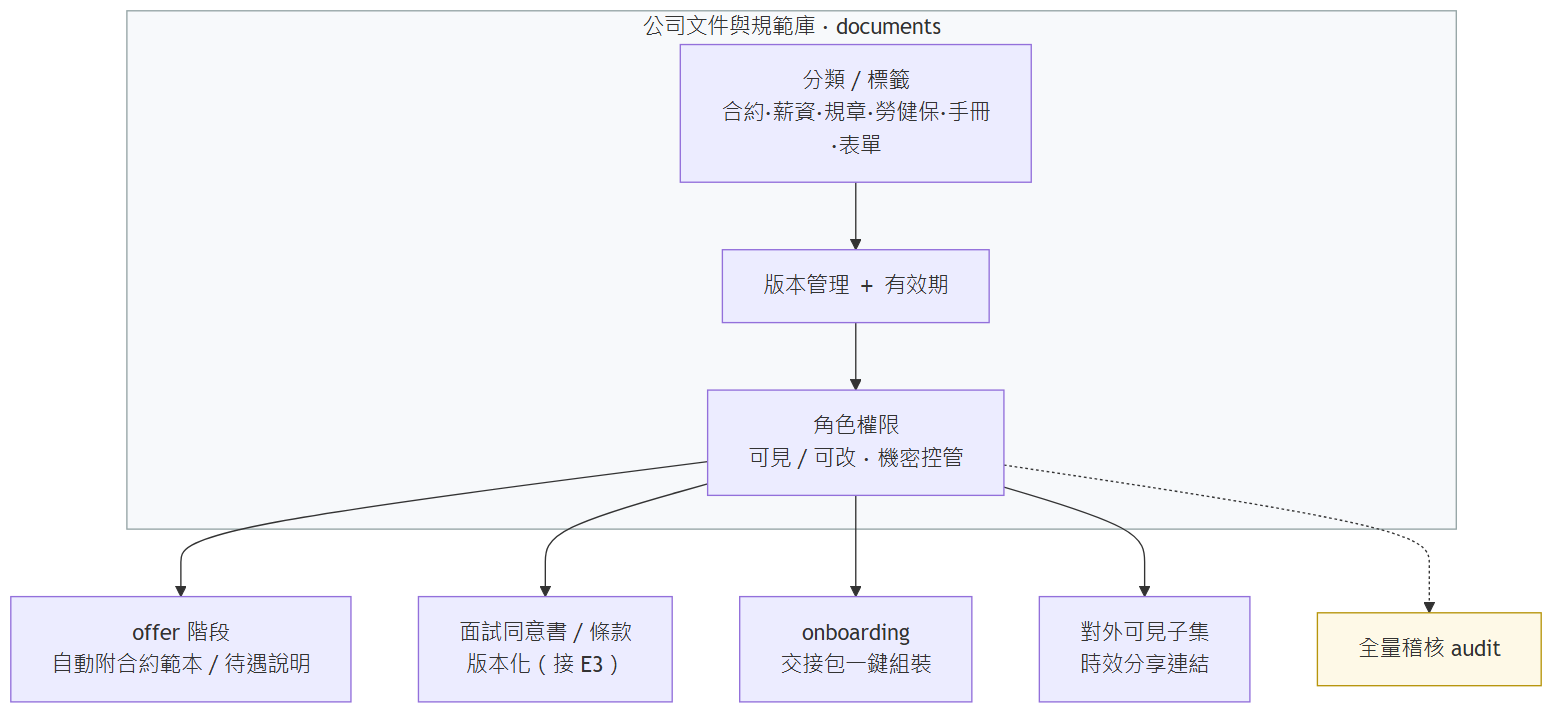 公司文件與規範庫 · documents
分類 / 標籤
合約·薪資·規章·勞健保·手冊
·表單
版本管理 + 有效期
角色權限
可見 / 可改 · 機密控管
offer 階段
自動附合約範本 / 待遇說明
面試同意書 / 條款
版本化 ( 接 E3 )
onboarding
交接包一鍵組裝
對外可見子集
時效分享連結
全量稽核 audit